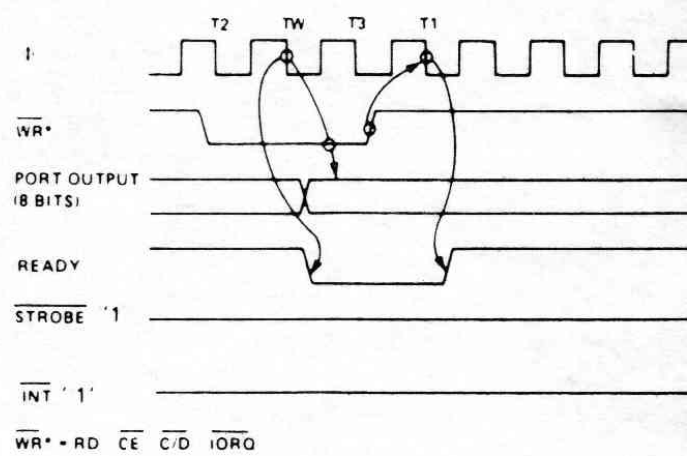 T2 TW T3 T1
WR*
PORT OUTPUT
(8 BITS)
READY
STROBE '1
INT '1'
WR* = RD CE C/D IORQ